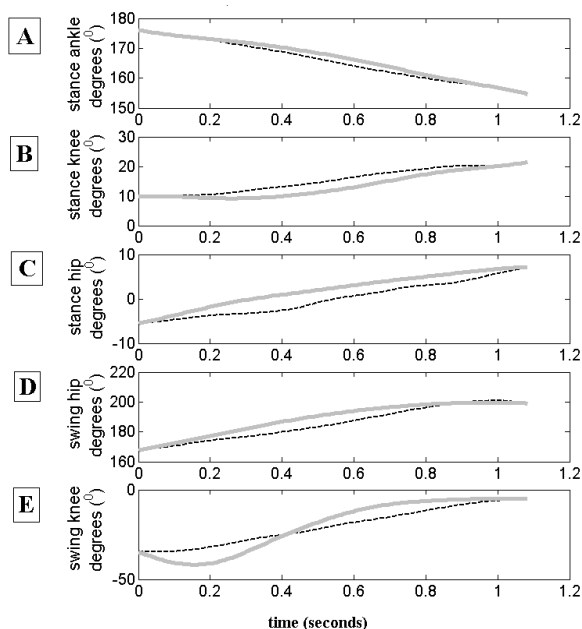 A
stance ankle
degrees (⁰)
180
170
160
150
0 0.2 0.4 0.6 0.8 1 1.2
B
stance knee
degrees (⁰)
30
20
10
0
0 0.2 0.4 0.6 0.8 1 1.2
C
stance hip
degrees (⁰)
10
0
-10
0 0.2 0.4 0.6 0.8 1 1.2
D
swing hip
degrees (⁰)
220
200
180
160
0 0.2 0.4 0.6 0.8 1 1.2
E
swing knee
degrees (⁰)
0
-50
0 0.2 0.4 0.6 0.8 1 1.2
time (seconds)